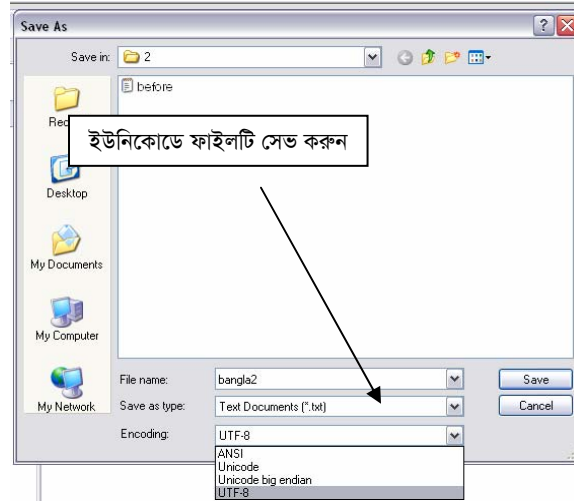 Save As
Save in:
2
before
ইউনিকোডে ফাইলটি সেভ করুন
Desktop
My Documents
My Computer
My Network
File name:
bangla2
Save
Save as type:
Text Documents (*.txt)
Cancel
Encoding:
UTF-8
ANSI
Unicode
Unicode big endian
UTF-8